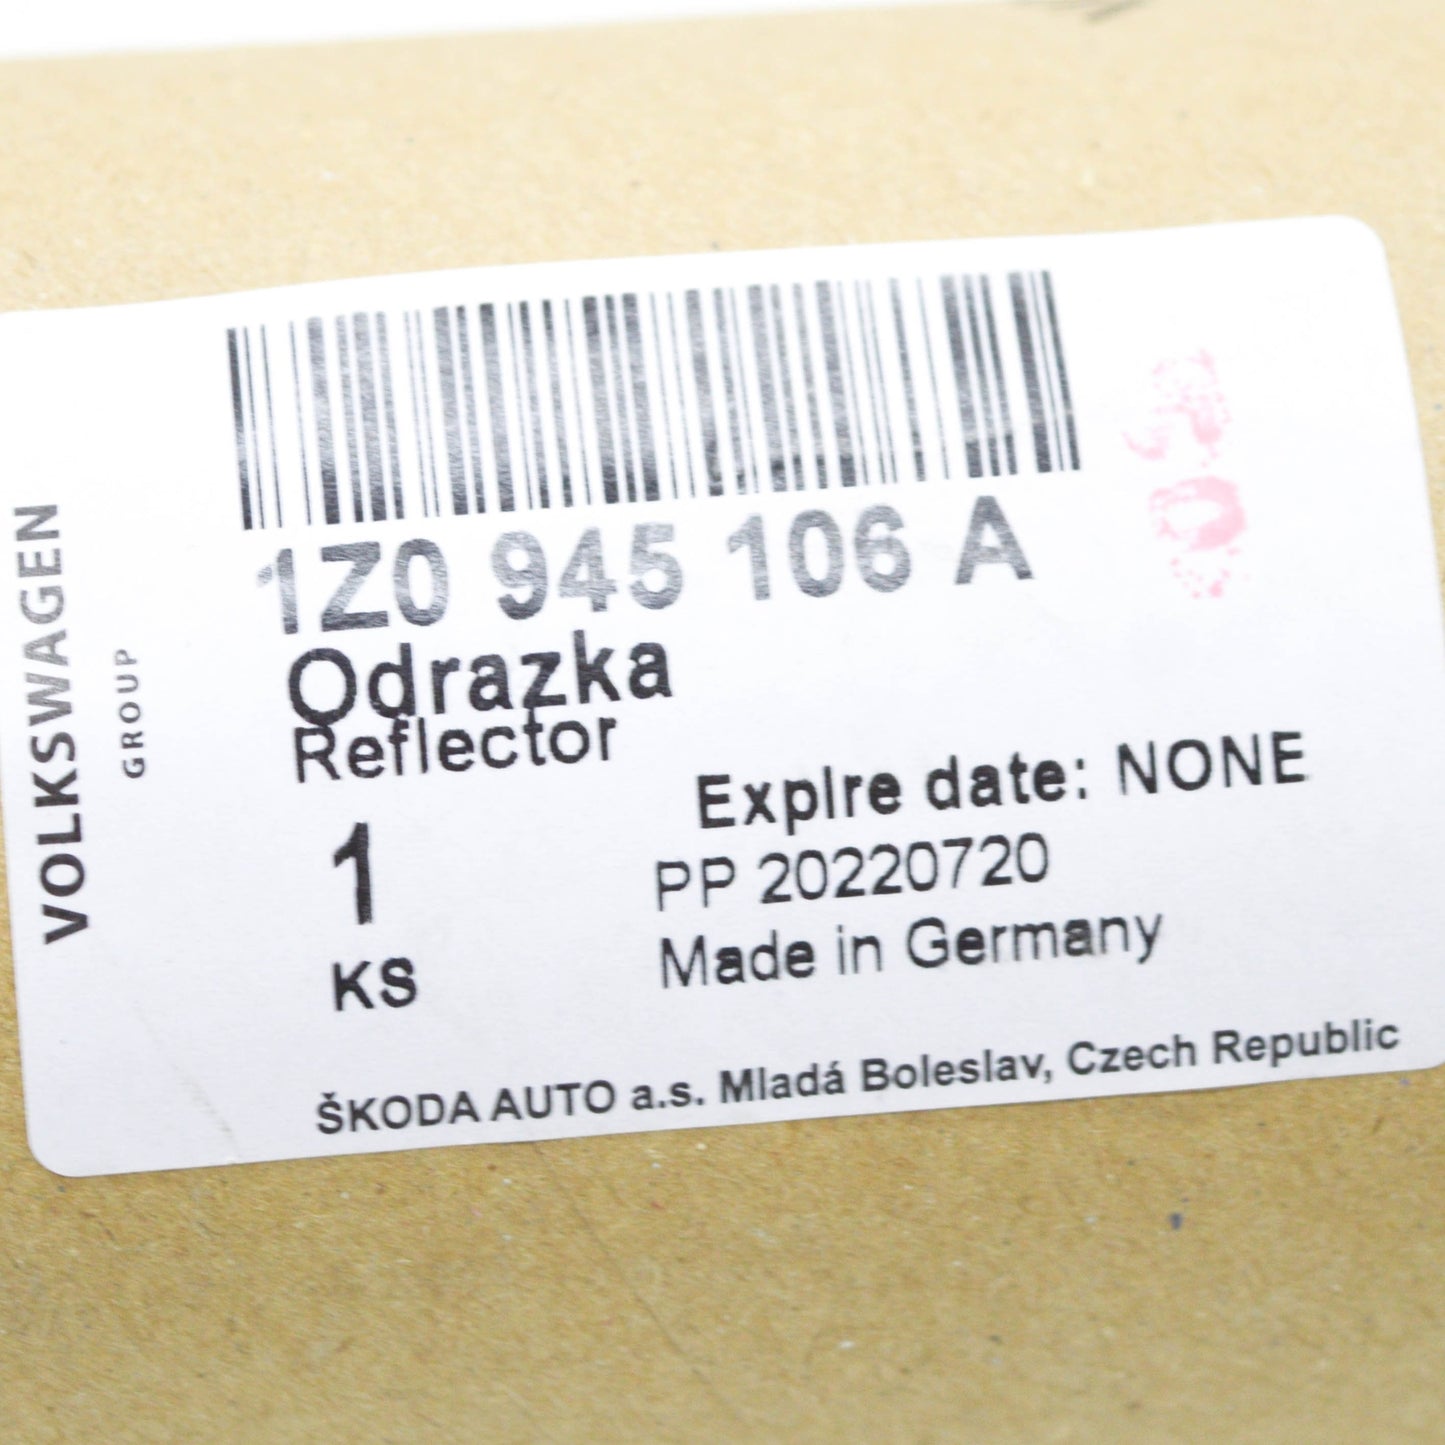 VOLKSWAGEN
GROUP
1Z0 945 106 A
Odrazka
Reflector
1
KS
Expire date: NONE
PP 20220720
Made in Germany
ŠKODA AUTO a.s. Mladá Boleslav, Czech Republic